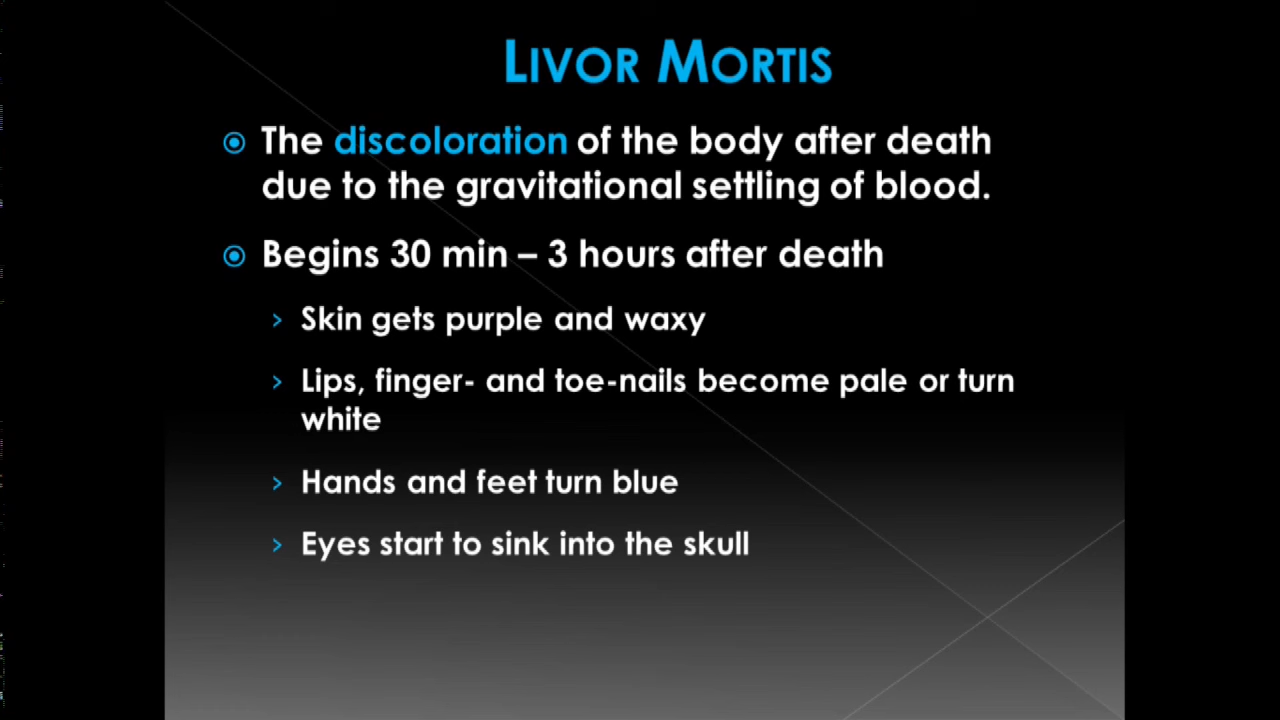 LIVOR MORTIS
The discoloration of the body after death
due to the gravitational settling of blood.
Begins 30 min – 3 hours after death
Skin gets purple and waxy
Lips, finger- and toe-nails become pale or turn
white
Hands and feet turn blue
Eyes start to sink into the skull